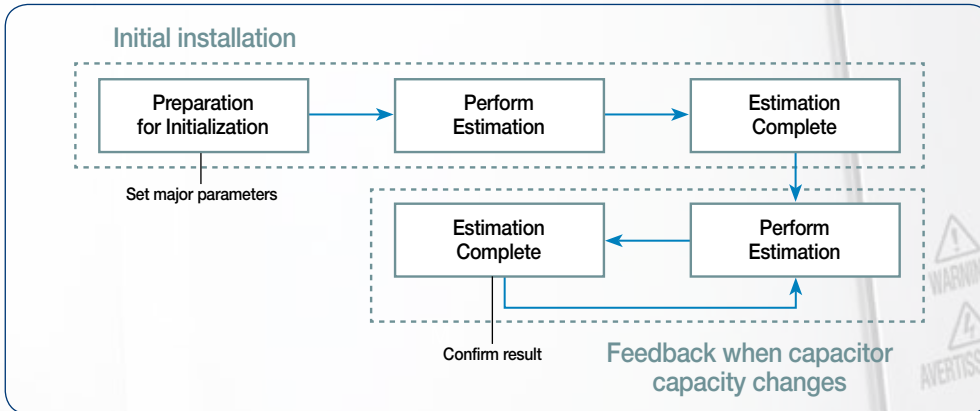 Initial installation
Preparation
for Initialization
Perform
Estimation
Estimation
Complete
Set major parameters
Estimation
Complete
Perform
Estimation
Confirm result
Feedback when capacitor
capacity changes